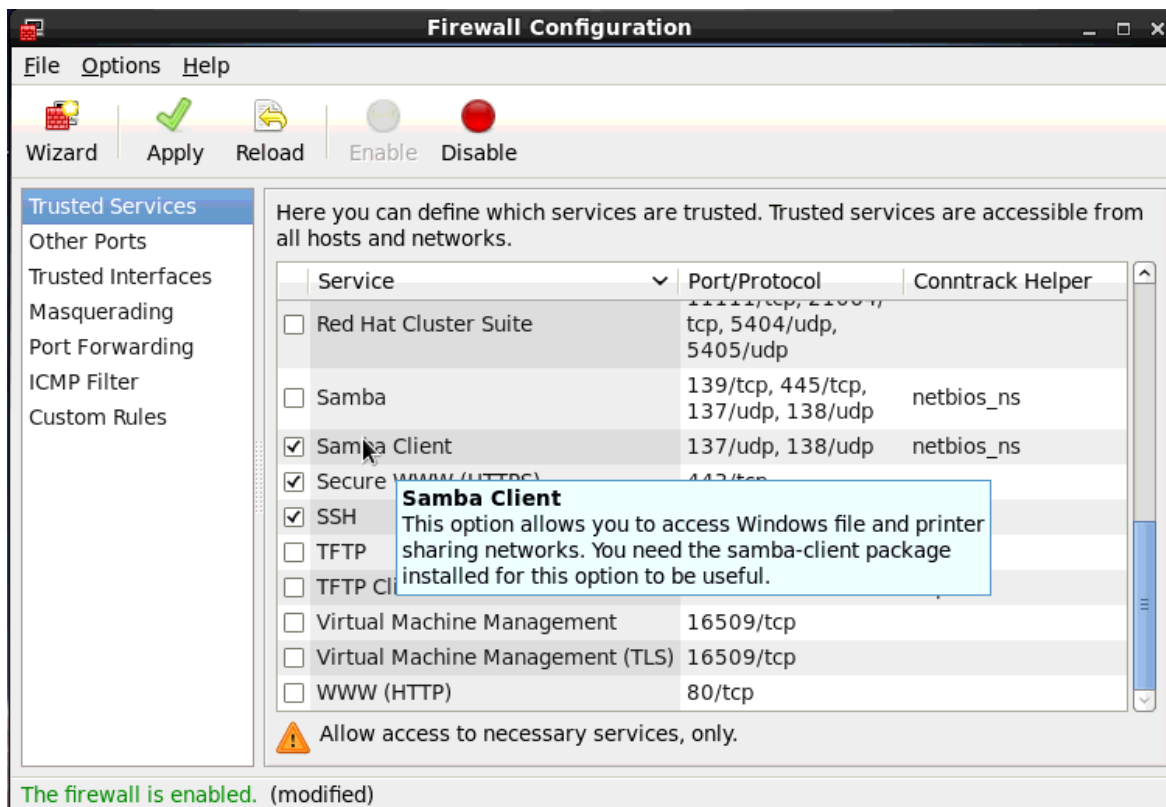 Firewall Configuration
File Options Help
Wizard Apply Reload Enable Disable
Trusted Services
Other Ports
Trusted Interfaces
Masquerading
Port Forwarding
ICMP Filter
Custom Rules
Here you can define which services are trusted. Trusted services are accessible from
all hosts and networks.
Service Port/Protocol Conntrack Helper
Red Hat Cluster Suite
tcp, 5404/udp,
5405/udp
Samba
139/tcp, 445/tcp,
137/udp, 138/udp
netbios_ns
Samba Client 137/udp, 138/udp netbios_ns
Secure WWW (HTTPS) 443/tcp
SSH
TFTP
TFTP
Samba Client
This option allows you to access Windows file and printer
sharing networks. You need the samba-client package
installed for this option to be useful.
Virtual Machine Management 16509/tcp
Virtual Machine Management (TLS) 16509/tcp
WWW (HTTP) 80/tcp
Allow access to necessary services, only.
The firewall is enabled. (modified)